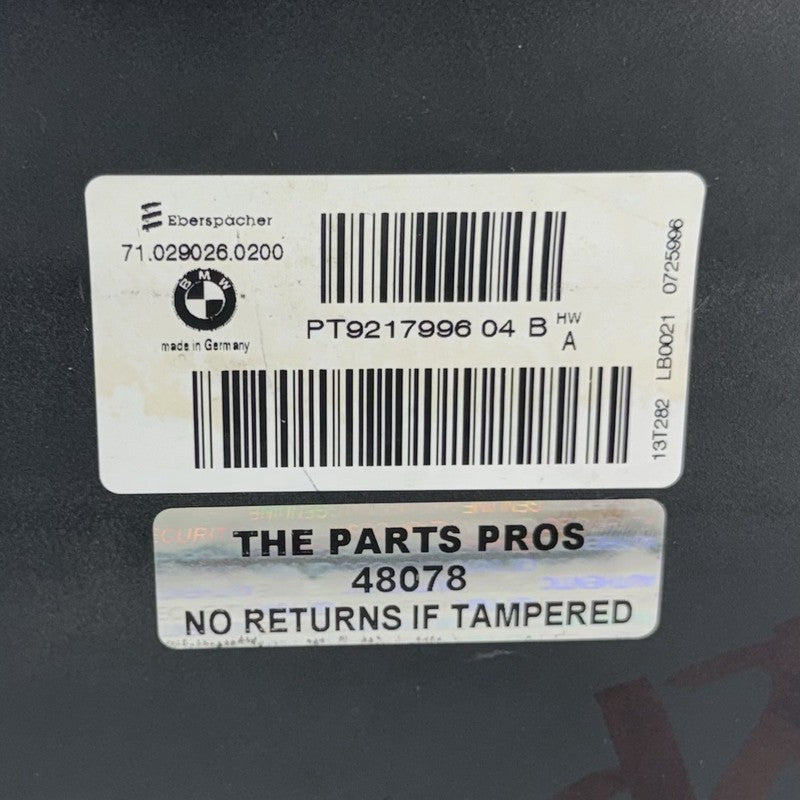 Eberspächer
71.029026.0200
BMW
made in Germany
PT9217996 04 B HW A
13T282 LB0021 0725996
THE PARTS PROS
48078
NO RETURNS IF TAMPERED